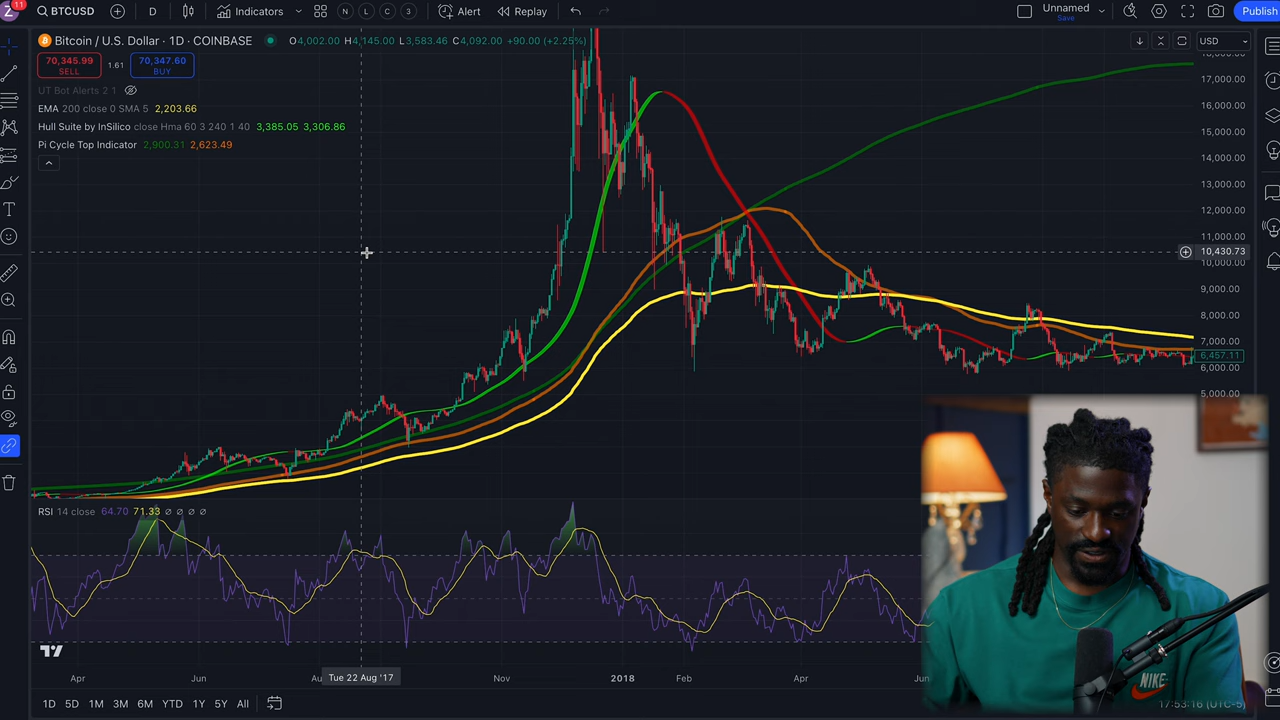 Z 11 BTCUSD D Indicators N L C 3 Alert Replay Unnamed Save Publish
Bitcoin / U.S. Dollar · 1D · COINBASE O4,002.00 H4,145.00 L3,583.46 C4,092.00 +90.00 (+2.25%) USD
70,345.99 SELL 1.61 70,347.60 BUY
UT Bot Alerts 2 1
EMA 200 close 0 SMA 5 2,203.66
Hull Suite by InSilico close Hma 60 3 240 1 40 3,385.05 3,306.86
Pi Cycle Top Indicator 2,900.31 2,623.49
17,000.00
16,000.00
15,000.00
14,000.00
13,000.00
12,000.00
11,000.00
10,430.73
10,000.00
9,000.00
8,000.00
7,000.00
6,457.11
6,000.00
5,000.00
RSI 14 close 64.70 71.33 ∅ ∅ ∅ ∅
NIKE
Apr Jun Tue 22 Aug '17 Nov 2018 Feb Apr
1D 5D 1M 3M 6M YTD 1Y 5Y All 17:53:16 (UTC-5)